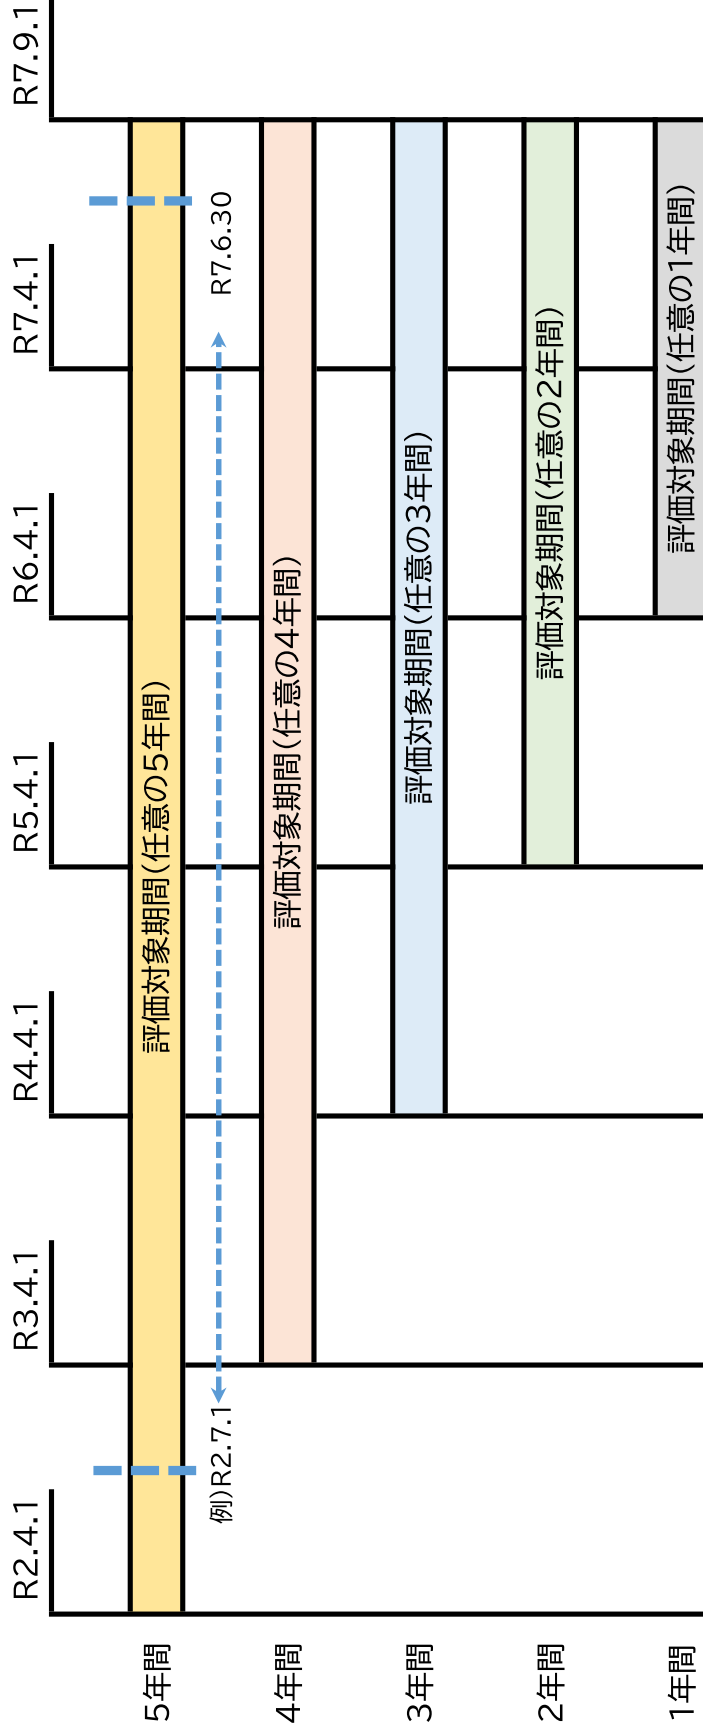 R2.4.1
R3.4.1
R4.4.1
R5.4.1
R6.4.1
R7.4.1
R7.9.1
5年間
評価対象期間(任意の5年間)
例)R2.7.1
R7.6.30
4年間
評価対象期間(任意の4年間)
3年間
評価対象期間(任意の3年間)
2年間
評価対象期間(任意の2年間)
1年間
評価対象期間(任意の1年間)